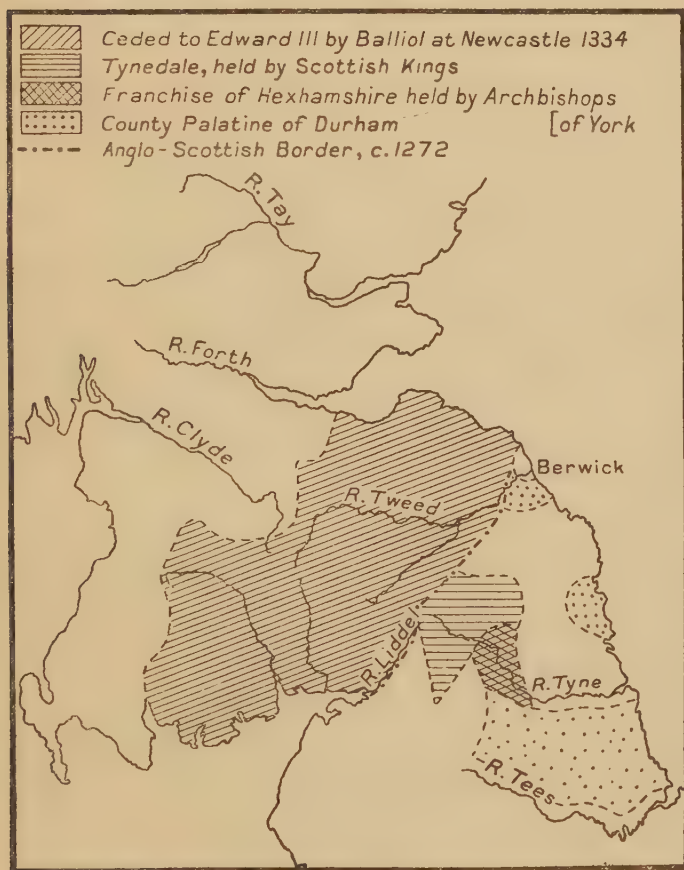 Ceded to Edward III by Balliol at Newcastle 1334
Tynedale, held by Scottish Kings
Franchise of Hexhamshire held by Archbishops
County Palatine of Durham [of York
Anglo-Scottish Border, c.1272
R. Tay
R. Forth
R. Clyde
Berwick
R. Tweed
R. Liddel
R. Tyne
R. Tees